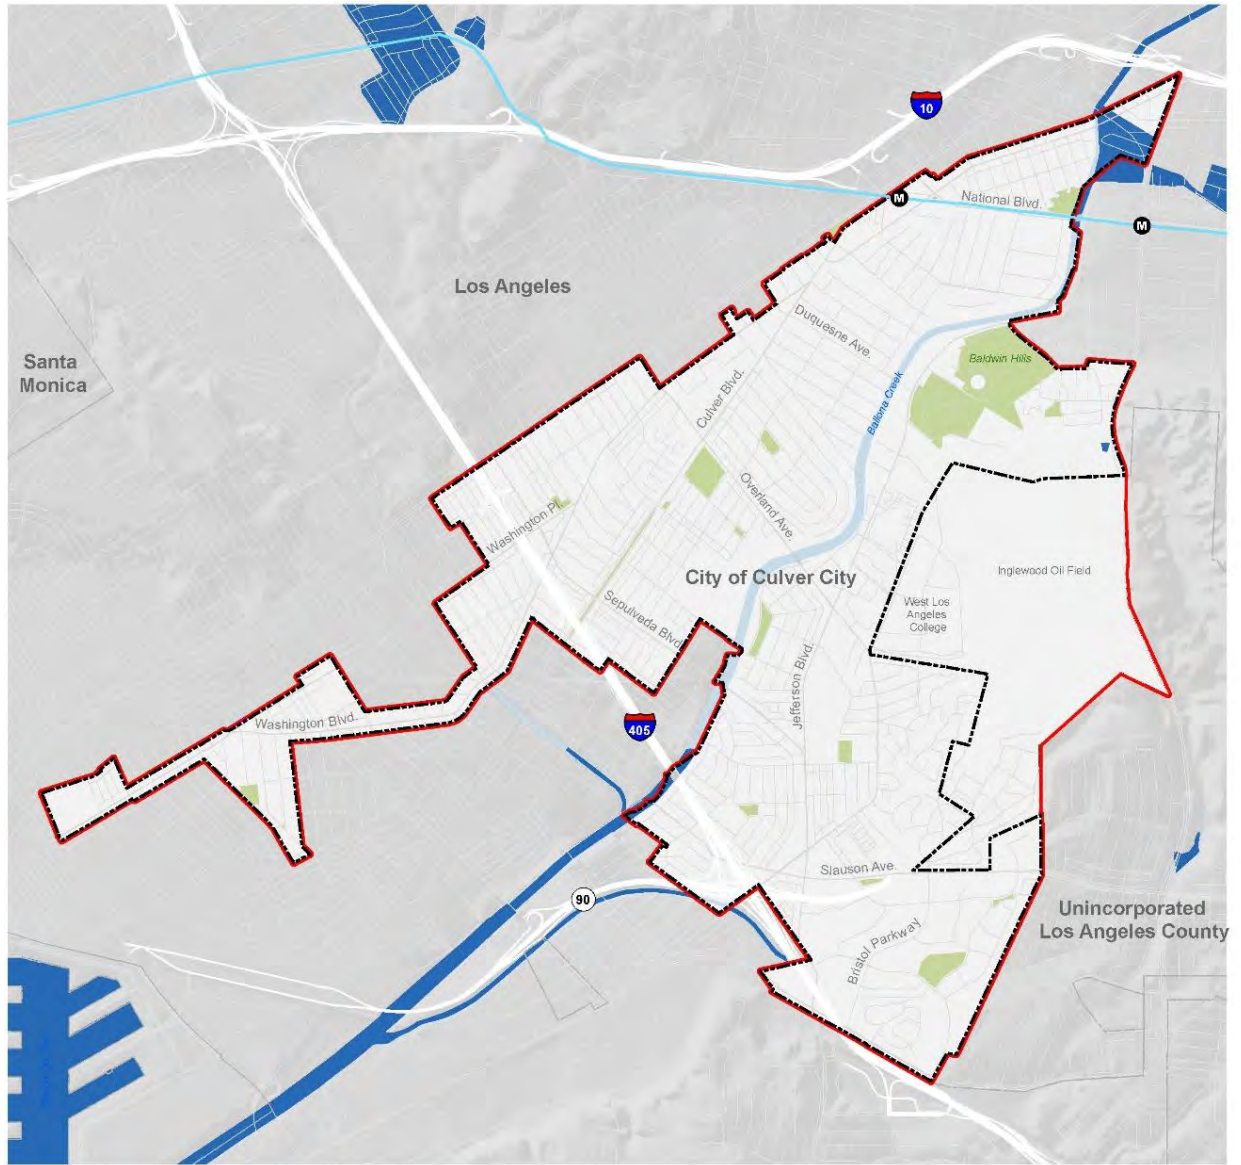 10
M
National Blvd.
M
Los Angeles
Duquesne Ave.
Santa
Monica
Baldwin Hills
Culver Blvd.
Ballona Creek
Overland Ave.
Washington Pl.
City of Culver City
Inglewood Oil Field
Sepulveda Blvd.
West Los
Angeles
College
Jefferson Blvd.
Washington Blvd.
405
Slauson Ave.
90
Unincorporated
Los Angeles County
Bristol Parkway